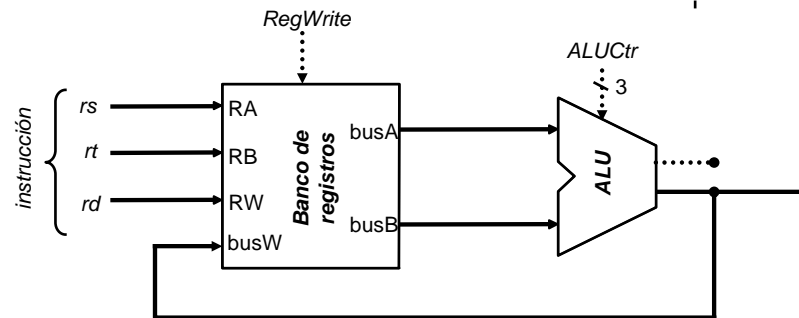 RegWrite
ALUCtr
3
instrucción
rs
rt
rd
RA
RB
RW
busW
Banco de
registros
busA
busB
ALU